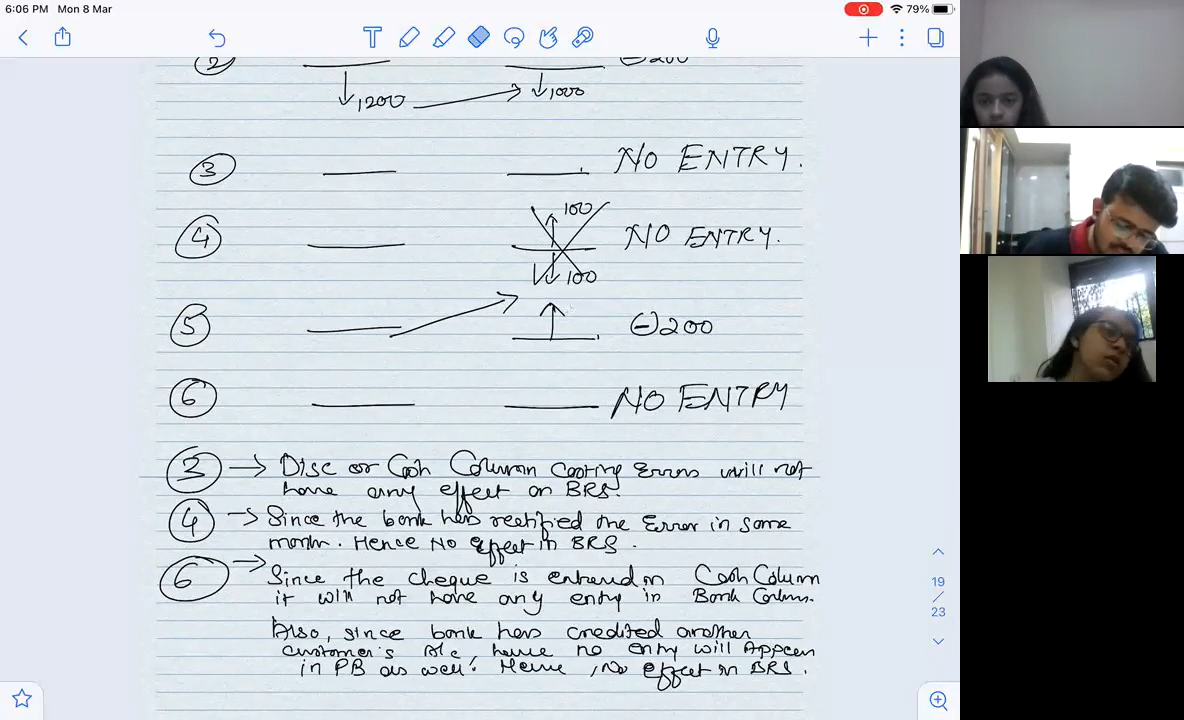 6:06 PM Mon 8 Mar
79%
2
⊖200
↓1200 → ↓1000
3 NO ENTRY.
100
4 NO ENTRY.
100
5 ⊖200
6 NO ENTRY
3 → Disc or Cash Column Casting Errors will not
have any effect on BRS.
4 → Since the bank has rectified the Error in same
month. Hence No effect in BRS.
6 → Since the cheque is entered in Cash Column
it will not have any entry in Bank Column.
Also, since bank has credited another
customer's A/c, hence no entry will Appear
in PB as well. Hence, no effect in BRS.
19
/
23